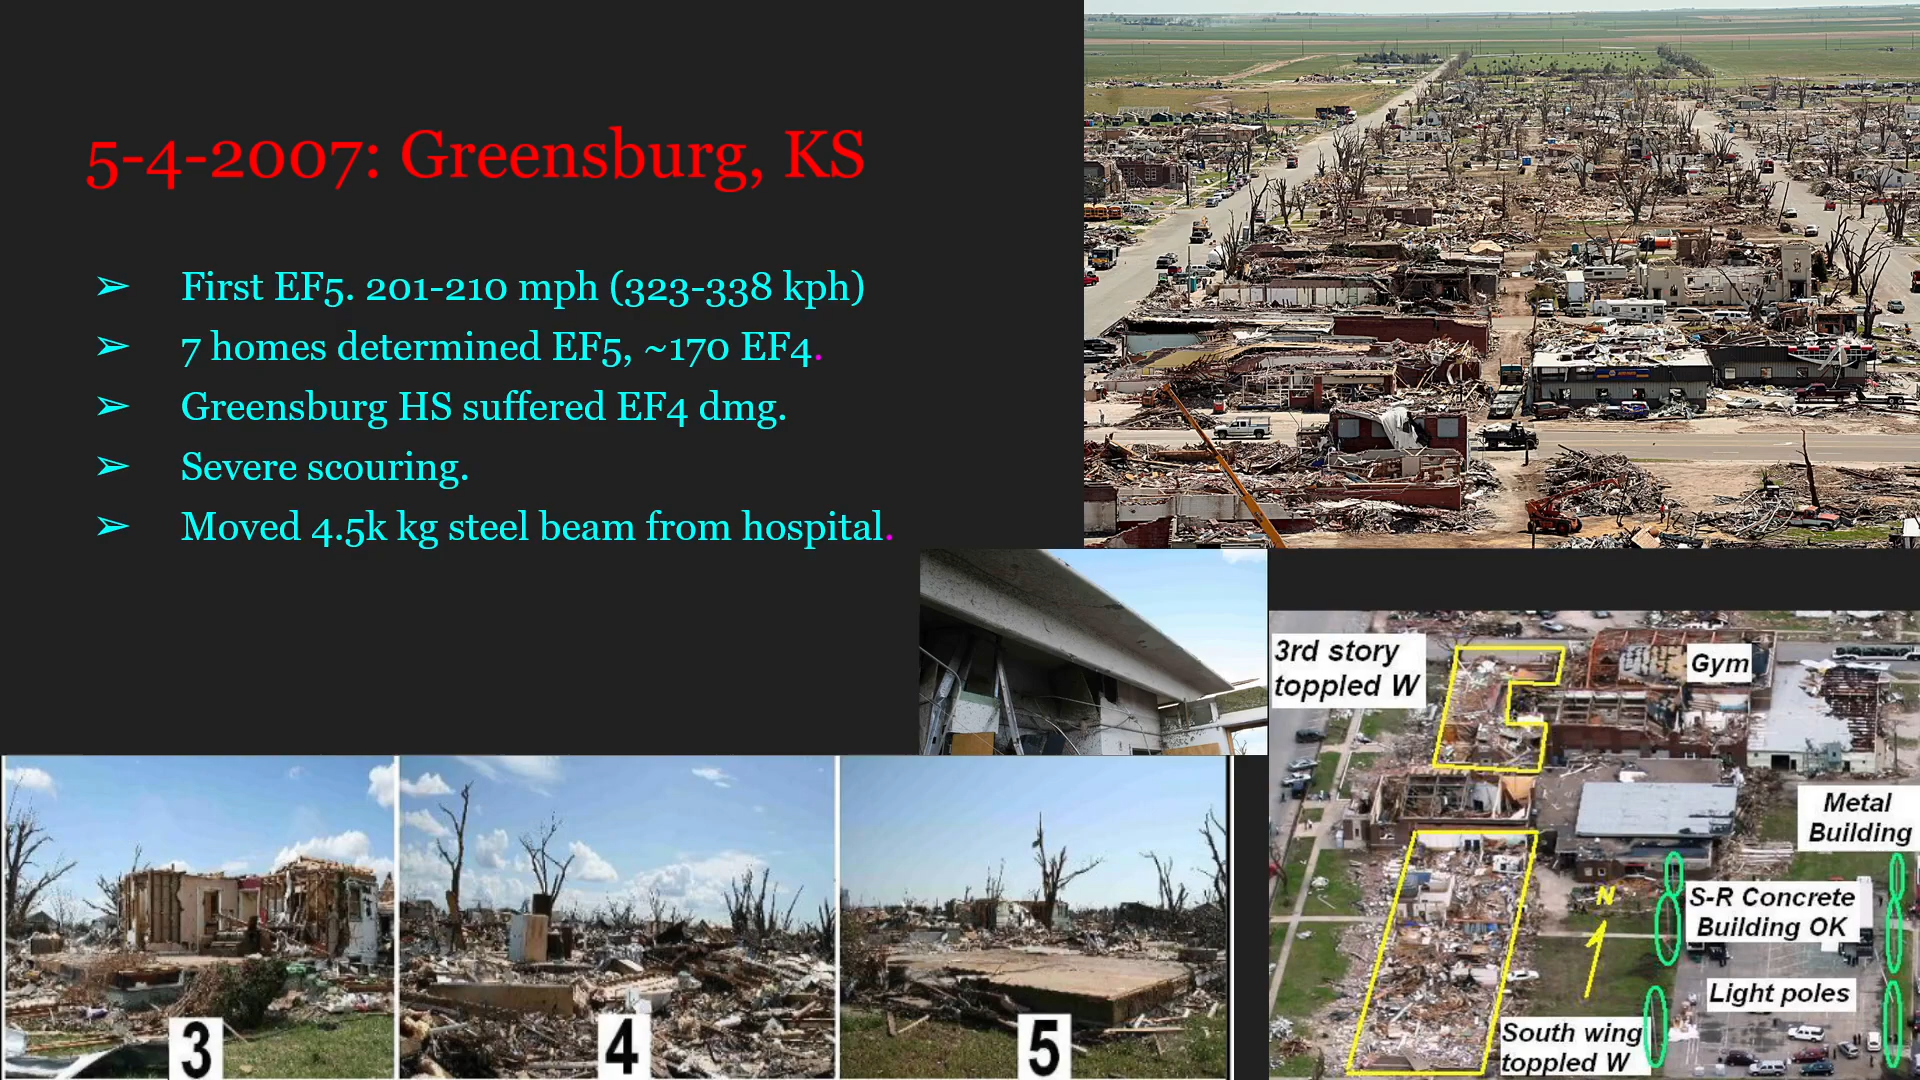 5-4-2007: Greensburg, KS
➢ First EF5. 201-210 mph (323-338 kph)
➢ 7 homes determined EF5, ~170 EF4.
➢ Greensburg HS suffered EF4 dmg.
➢ Severe scouring.
➢ Moved 4.5k kg steel beam from hospital.
3rd story
toppled W
Gym
Metal
Building
N
S-R Concrete
Building OK
Light poles
South wing
toppled W
3
4
5